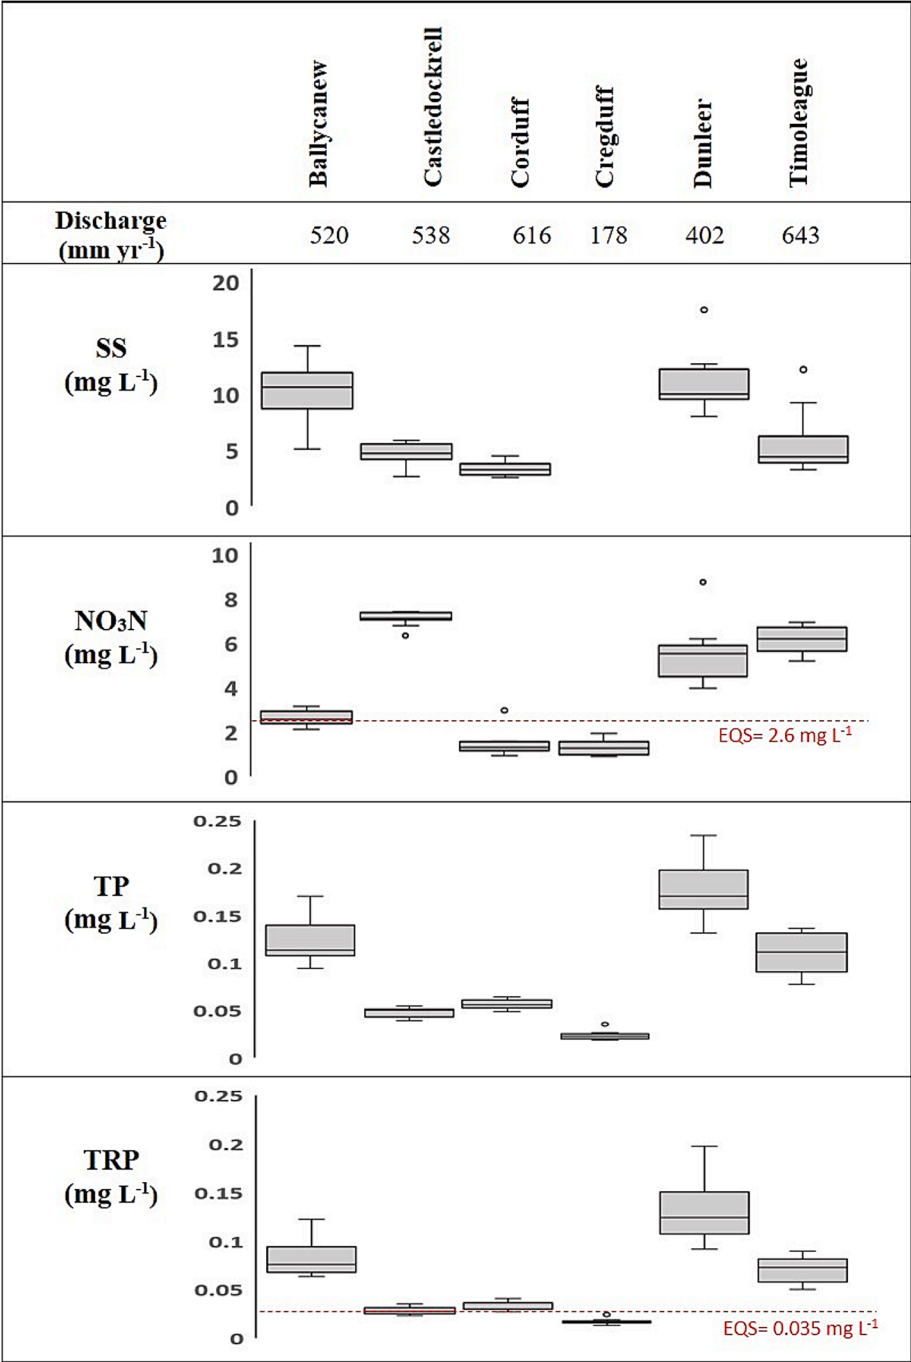 Ballycanew
Castledockrell
Corduff
Cregduff
Dunleer
Timoleague
Discharge
(mm yr⁻¹)
520 538 616 178 402 643
SS
(mg L⁻¹)
20
15
10
5
0
NO₃N
(mg L⁻¹)
10
8
6
4
2
0
EQS= 2.6 mg L⁻¹
TP
(mg L⁻¹)
0.25
0.2
0.15
0.1
0.05
0
TRP
(mg L⁻¹)
0.25
0.2
0.15
0.1
0.05
0
EQS= 0.035 mg L⁻¹